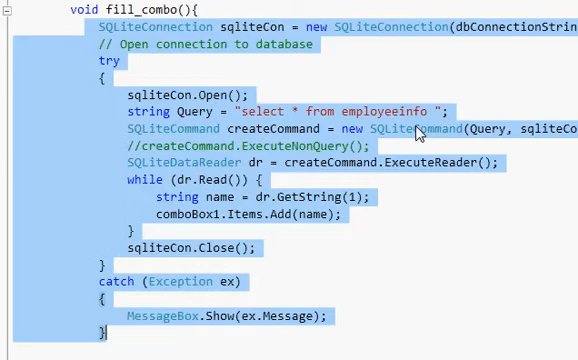 void fill_combo(){
SQLiteConnection sqliteCon = new SQLiteConnection(dbConnectionStrin
// Open connection to database
try
{
sqliteCon.Open();
string Query = "select * from employeeinfo ";
SQLiteCommand createCommand = new SQLiteCommand(Query, sqliteCo
//createCommand.ExecuteNonQuery();
SQLiteDataReader dr = createCommand.ExecuteReader();
while (dr.Read()) {
string name = dr.GetString(1);
comboBox1.Items.Add(name);
}
sqliteCon.Close();
}
catch (Exception ex)
{
MessageBox.Show(ex.Message);
}